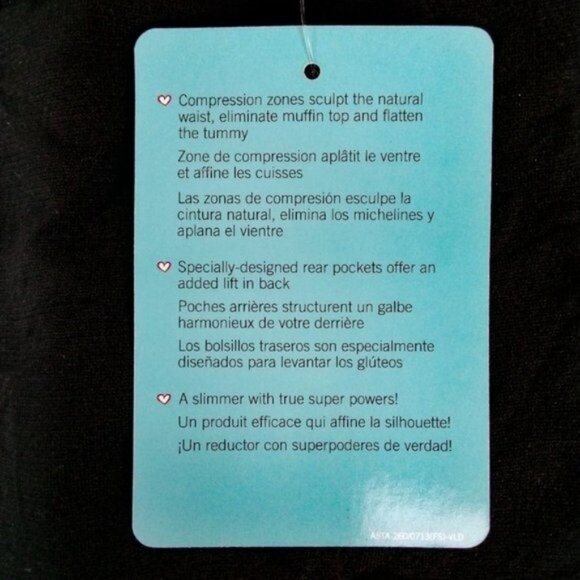 Compression zones sculpt the natural
waist, eliminate muffin top and flatten
the tummy
Zone de compression aplâtit le ventre
et affine les cuisses
Las zonas de compresión esculpe la
cintura natural, elimina los michelines y
aplana el vientre
Specially-designed rear pockets offer an
added lift in back
Poches arrières structurent un galbe
harmonieux de votre derrière
Los bolsillos traseros son especialmente
diseñados para levantar los glúteos
A slimmer with true super powers!
Un produit efficace qui affine la silhouette!
¡Un reductor con superpoderes de verdad!